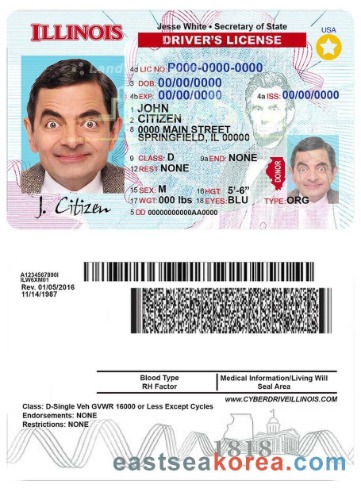 ILLINOIS
Jesse White • Secretary of State
USA
DRIVER'S LICENSE
4d LIC NO P000-0000-0000
3 DOB: 00/00/0000
4b EXP: 00/00/0000 4a ISS: 00/00/0000
1 JOHN
2 CITIZEN
8 0000 MAIN STREET
SPRINGFIELD, IL 00000
9 CLASS: D 9a END: NONE
12 REST NONE
DONOR
15 SEX: M 16 HGT: 5'-6"
17 WGT: 000 lbs 18 EYES: BLU TYPE: ORG
5 DD 00000000000AA0000
J. Citizen
Rev. 01/05/2016
11/14/1987
Blood Type
RH Factor
Medical Information/Living Will
Seal Area
www.CYBERDRIVEILLINOIS.COM
Class: D-Single Veh GVWR 16000 or Less Except Cycles
Endorsements: NONE
Restrictions: NONE
1818
eastseakorea.com